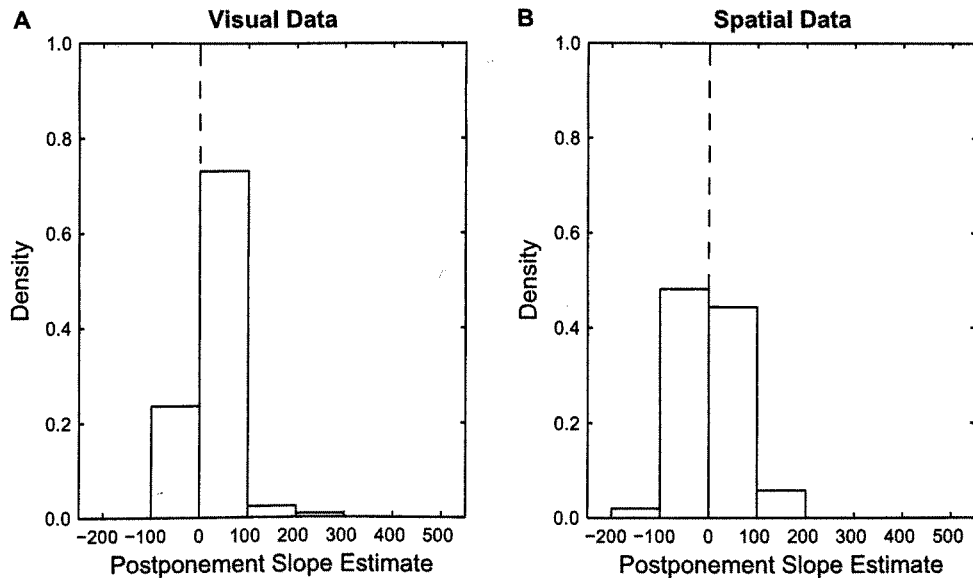 A
Visual Data
1.0
0.8
0.6
0.4
0.2
0.0
Density
−200 −100 0 100 200 300 400 500
Postponement Slope Estimate
B
Spatial Data
1.0
0.8
0.6
0.4
0.2
0.0
Density
−200 −100 0 100 200 300 400 500
Postponement Slope Estimate